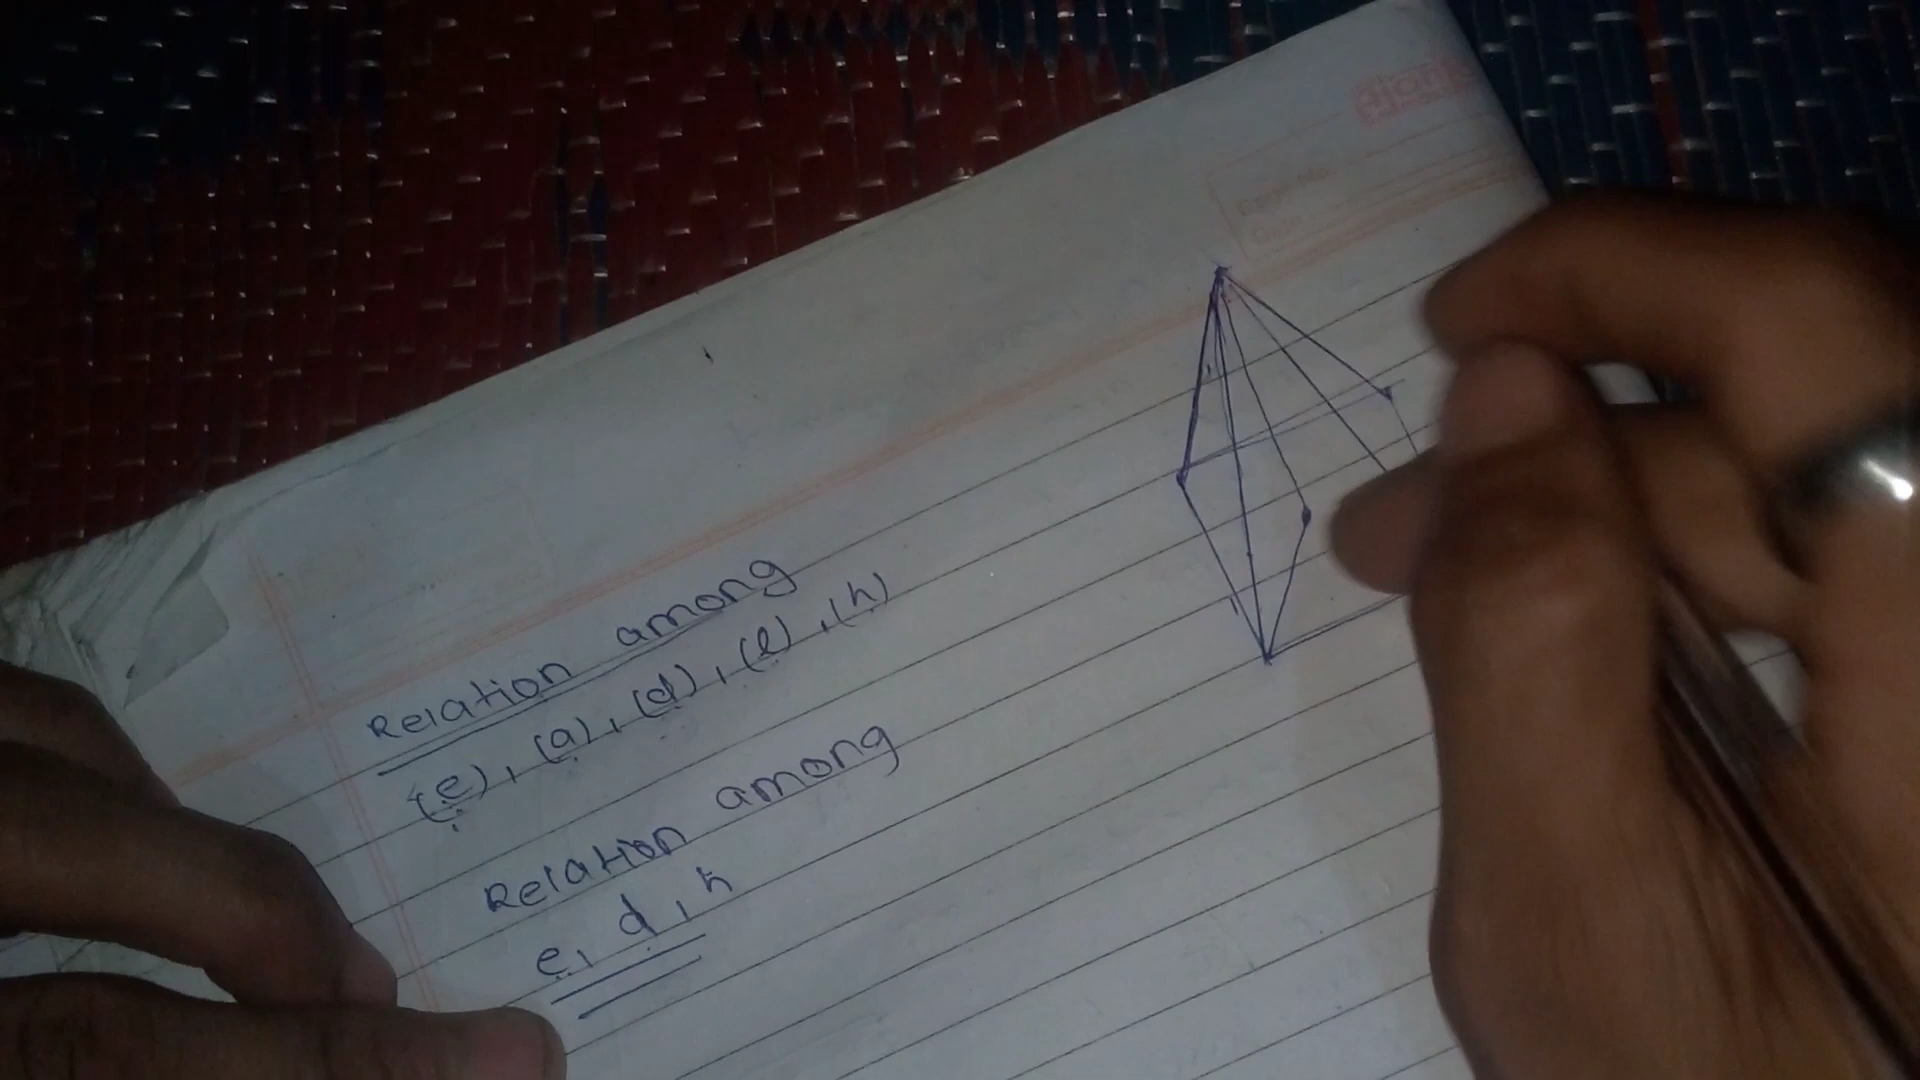 Relation among
(e), (a), (d), (l), (h)
Relation among
e, d, h